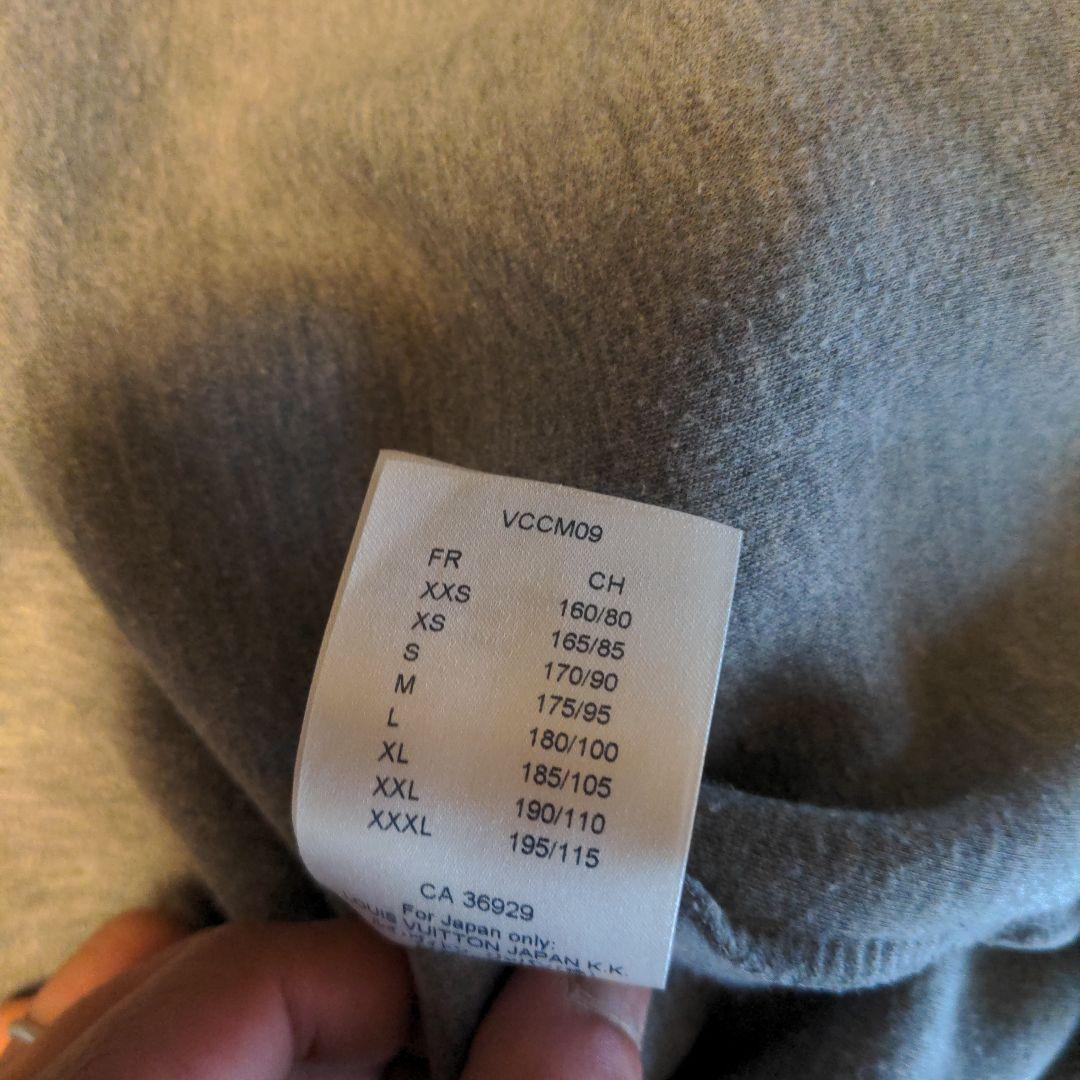 VCCM09
FR CH
XXS 160/80
XS 165/85
S 170/90
M 175/95
L 180/100
XL 185/105
XXL 190/110
XXXL 195/115
CA 36929
For Japan only:
LOUIS VUITTON JAPAN K.K.